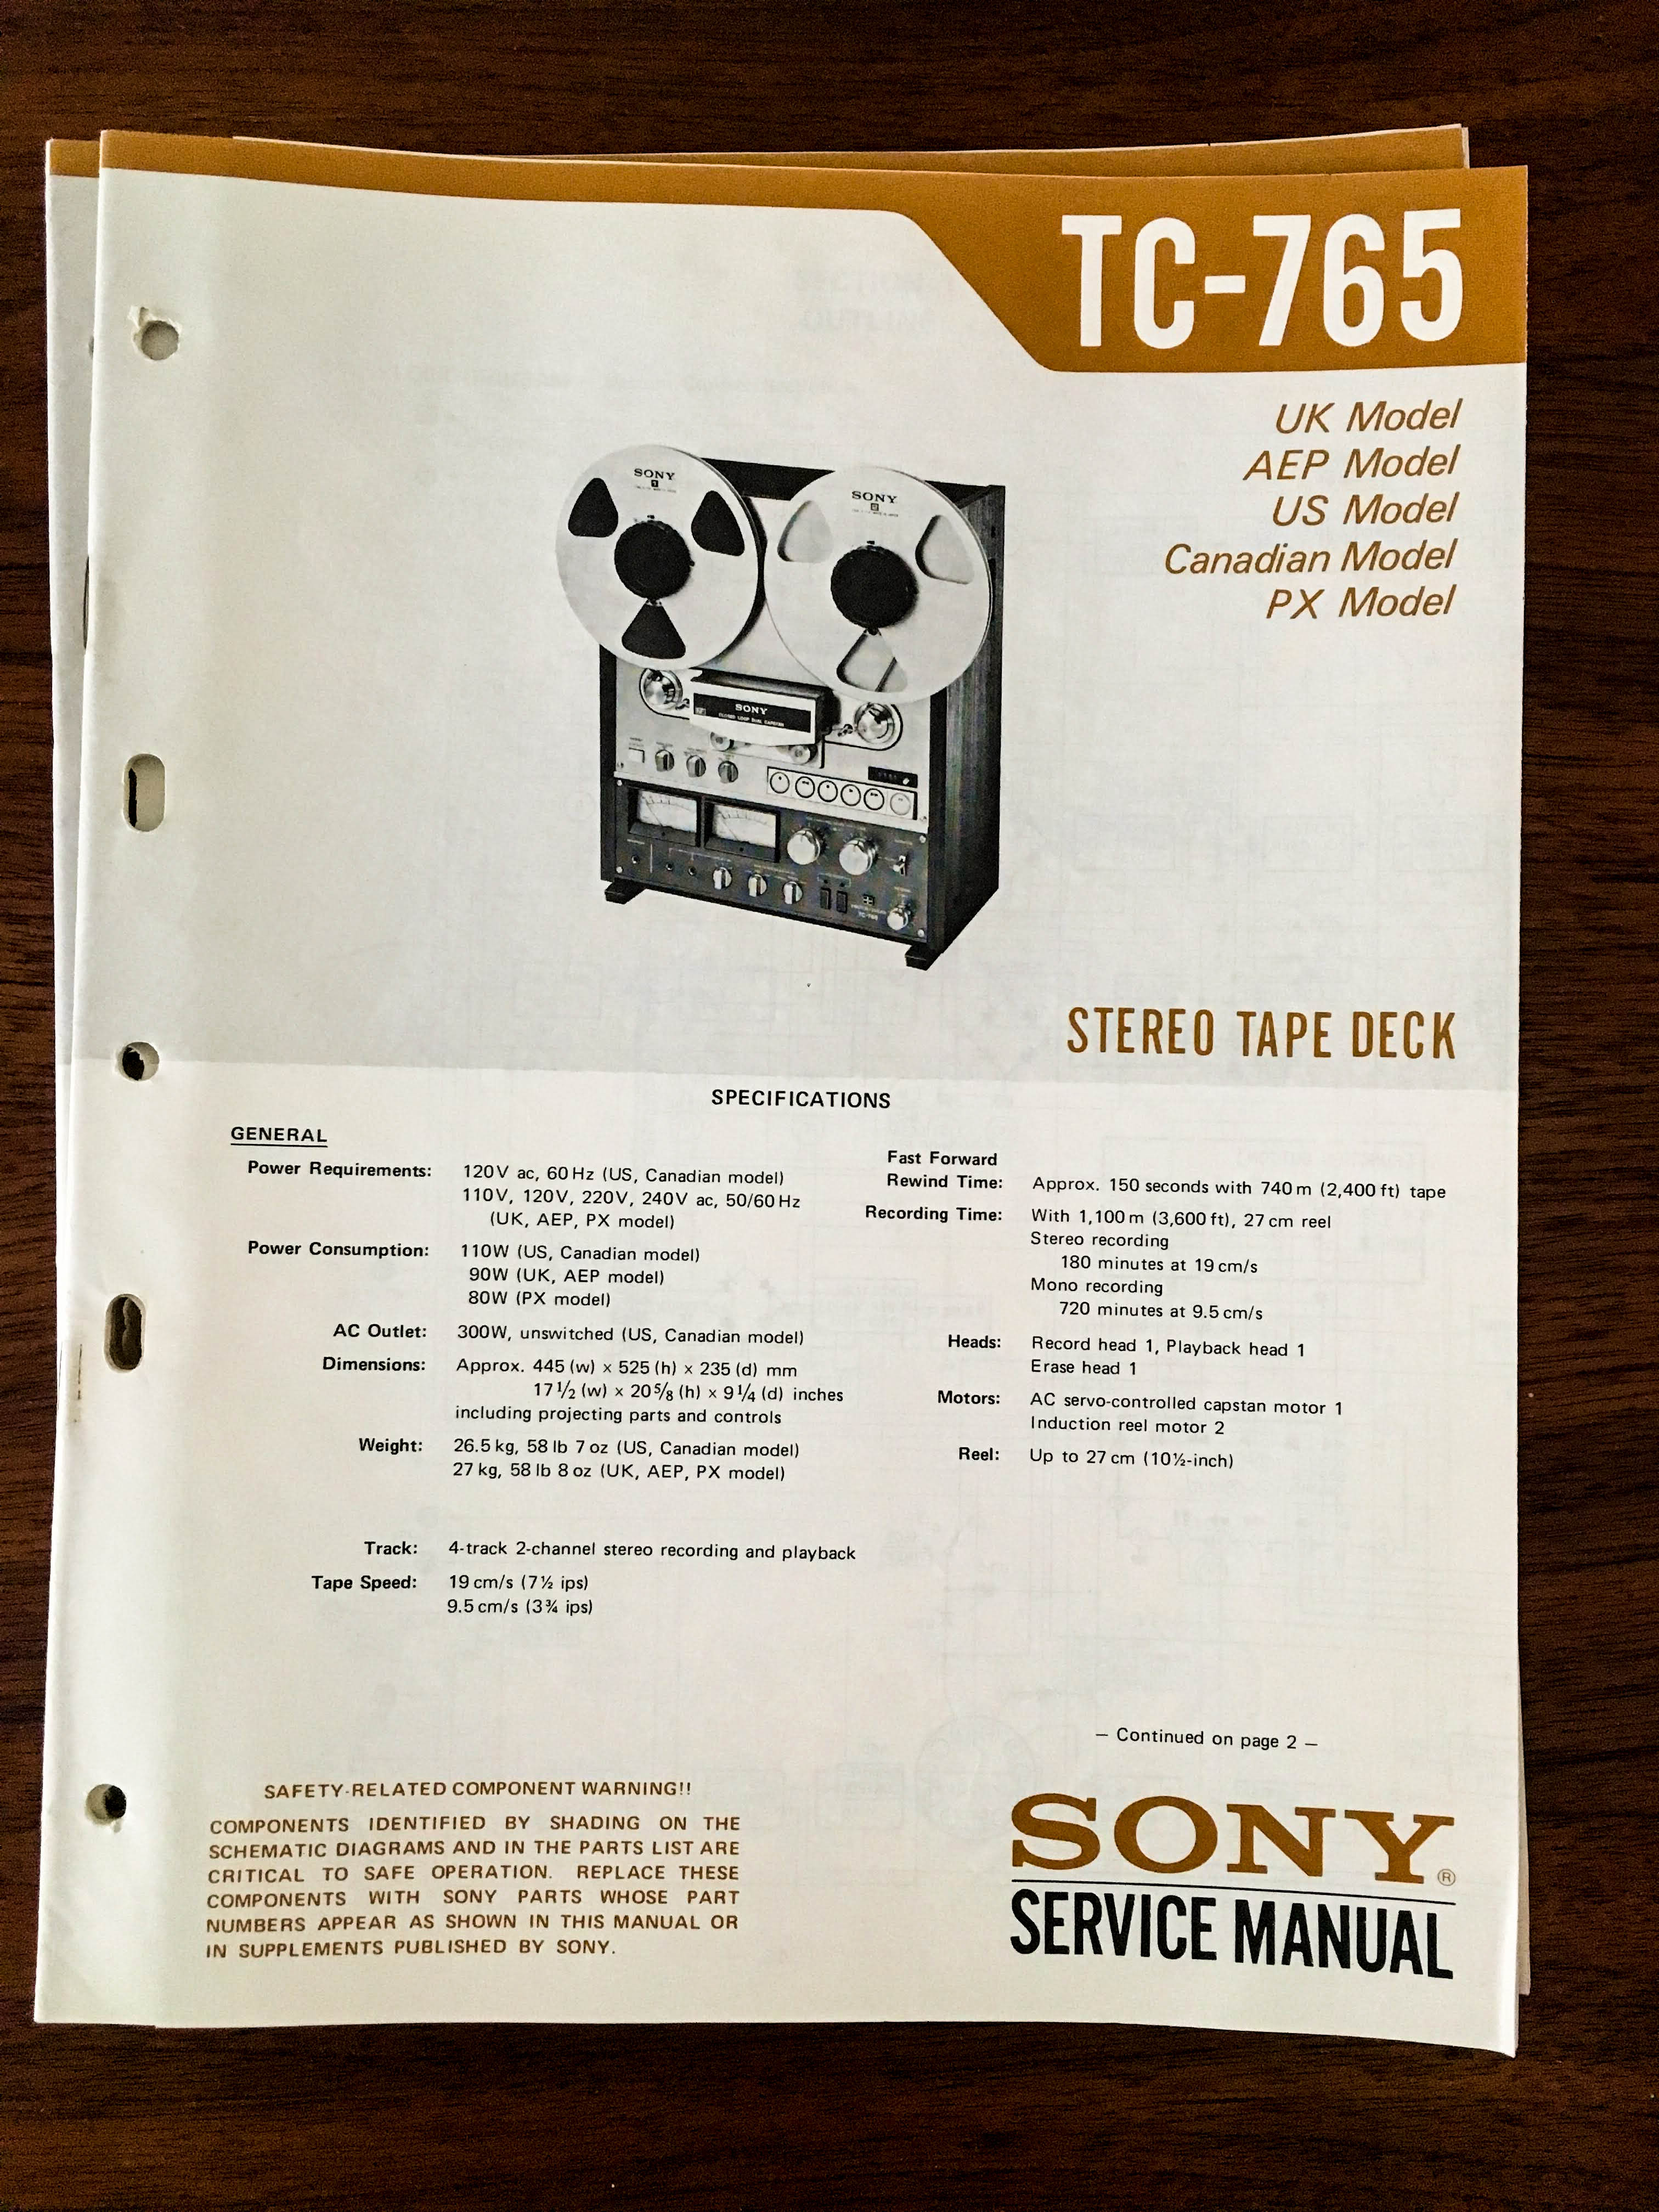 TC-765
UK Model
AEP Model
US Model
Canadian Model
PX Model
SONY
SONY
SONY
CLOSED LOOP DUAL CAPSTAN
TC-765
STEREO TAPE DECK
SPECIFICATIONS
GENERAL
Power Requirements: 120V ac, 60Hz (US, Canadian model)
110V, 120V, 220V, 240V ac, 50/60Hz
(UK, AEP, PX model)
Power Consumption: 110W (US, Canadian model)
90W (UK, AEP model)
80W (PX model)
AC Outlet: 300W, unswitched (US, Canadian model)
Dimensions: Approx. 445 (w) x 525 (h) x 235 (d) mm
17 1/2 (w) x 20 5/8 (h) x 9 1/4 (d) inches
including projecting parts and controls
Weight: 26.5kg, 58 lb 7 oz (US, Canadian model)
27kg, 58 lb 8 oz (UK, AEP, PX model)
Track: 4-track 2-channel stereo recording and playback
Tape Speed: 19 cm/s (7½ ips)
9.5 cm/s (3¾ ips)
Fast Forward
Rewind Time: Approx. 150 seconds with 740 m (2,400 ft) tape
Recording Time: With 1,100 m (3,600 ft), 27 cm reel
Stereo recording
180 minutes at 19 cm/s
Mono recording
720 minutes at 9.5 cm/s
Heads: Record head 1, Playback head 1
Erase head 1
Motors: AC servo-controlled capstan motor 1
Induction reel motor 2
Reel: Up to 27 cm (10½-inch)
— Continued on page 2 —
SAFETY-RELATED COMPONENT WARNING!!
COMPONENTS IDENTIFIED BY SHADING ON THE
SCHEMATIC DIAGRAMS AND IN THE PARTS LIST ARE
CRITICAL TO SAFE OPERATION. REPLACE THESE
COMPONENTS WITH SONY PARTS WHOSE PART
NUMBERS APPEAR AS SHOWN IN THIS MANUAL OR
IN SUPPLEMENTS PUBLISHED BY SONY.
SONY®
SERVICE MANUAL